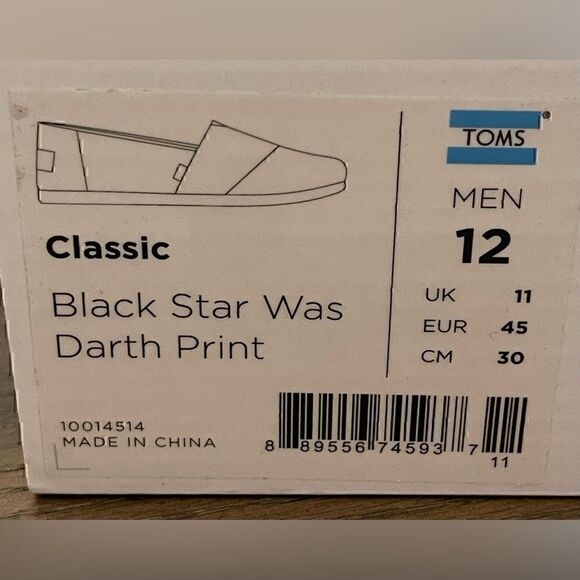 TOMS®
MEN
12
UK 11
EUR 45
CM 30
Classic
Black Star Was
Darth Print
10014514
MADE IN CHINA
8 89556 74593 7
11